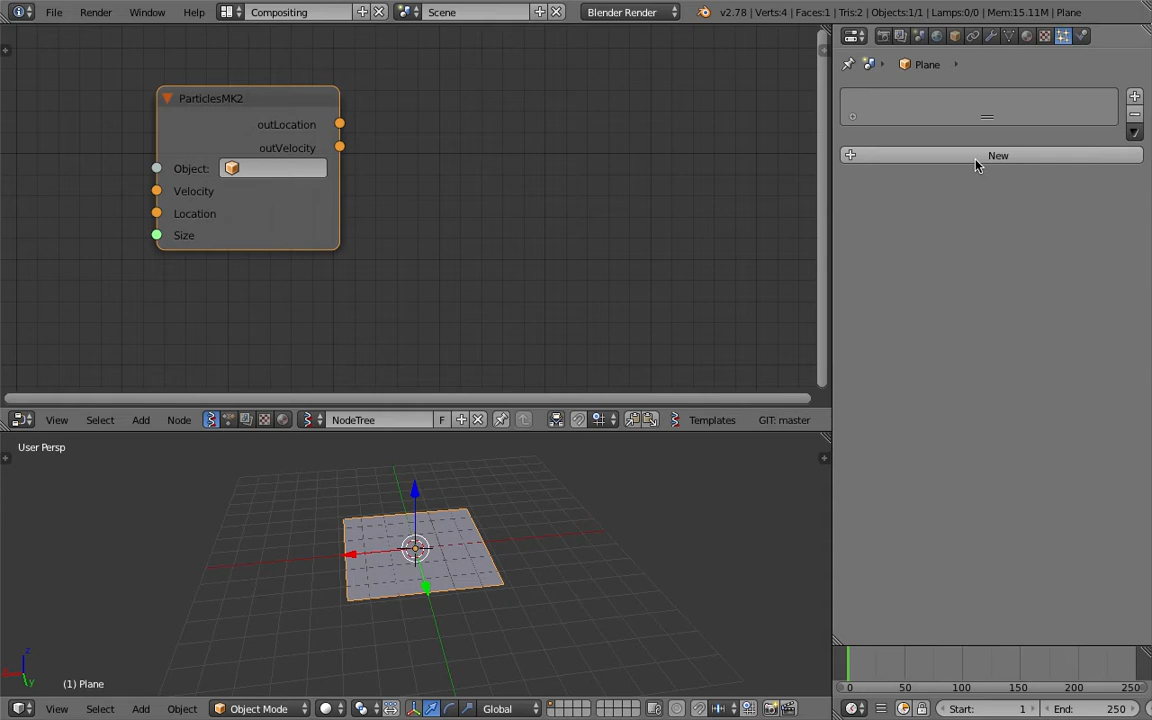 File Render Window Help Compositing Scene Blender Render v2.78 | Verts:4 | Faces:1 | Tris:2 | Objects:1/1 | Lamps:0/0 | Mem:15.11M | Plane
Plane
ParticlesMK2
outLocation
outVelocity
Object:
Velocity
Location
Size
New
View Select Add Node NodeTree F Templates GIT: master
User Persp
z
y
(1) Plane
0 50 100 150 200 250
View Select Add Object Object Mode Global Start: 1 End: 250